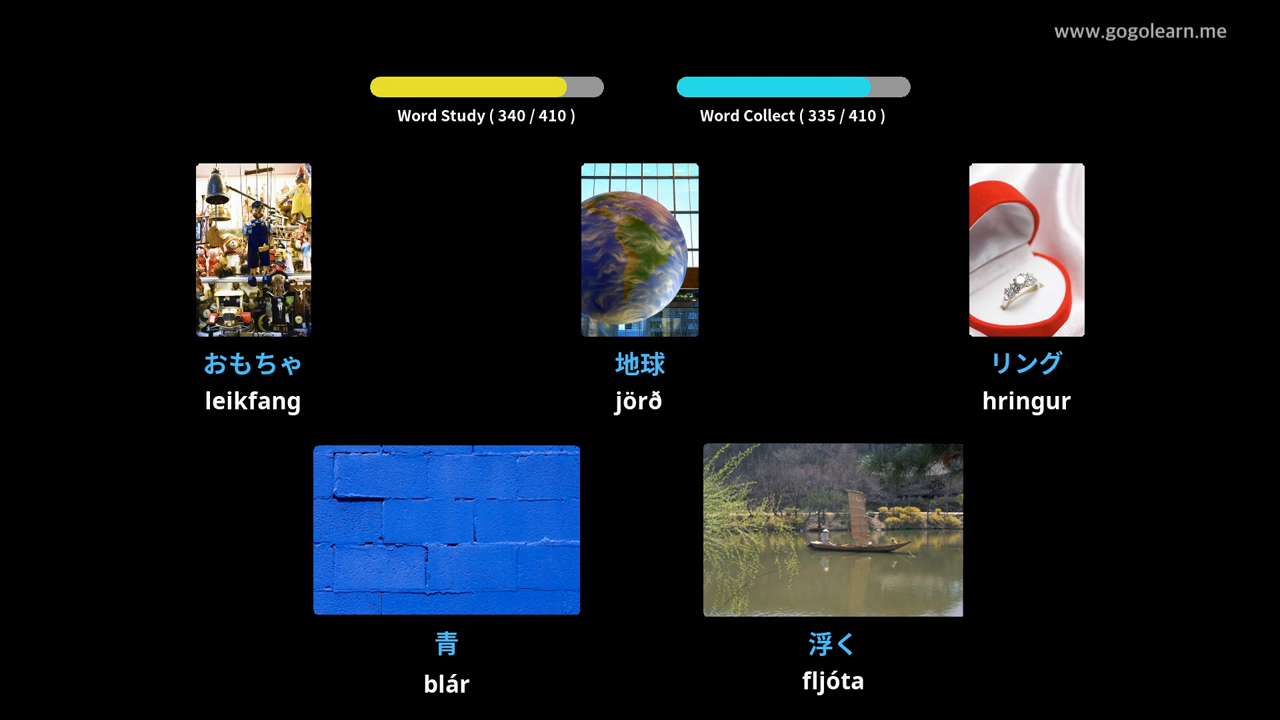 www.gogolearn.me
Word Study ( 340 / 410 )
Word Collect ( 335 / 410 )
おもちゃ
leikfang
地球
jörð
リング
hringur
青
blár
浮く
fljóta